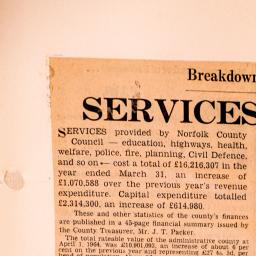 Breakdown
SERVICES
SERVICES provided by Norfolk County
Council — education, highways, health,
welfare, police, fire, planning, Civil Defence,
and so on — cost a total of £16,216,307 in the
year ended March 31, an increase of
£1,070,588 over the previous year's revenue
expenditure. Capital expenditure totalled
£2,314,300, an increase of £614,980.
These and other statistics of the county's finances
are published in a 45-page financial summary issued by
the County Treasurer, Mr. J. T. Packer.
The total rateable value of the administrative county at
April 1, 1964, was £10,901,092, an increase of about 6 per
cent on the previous year and representing £27 4s. 3d. per
head of population